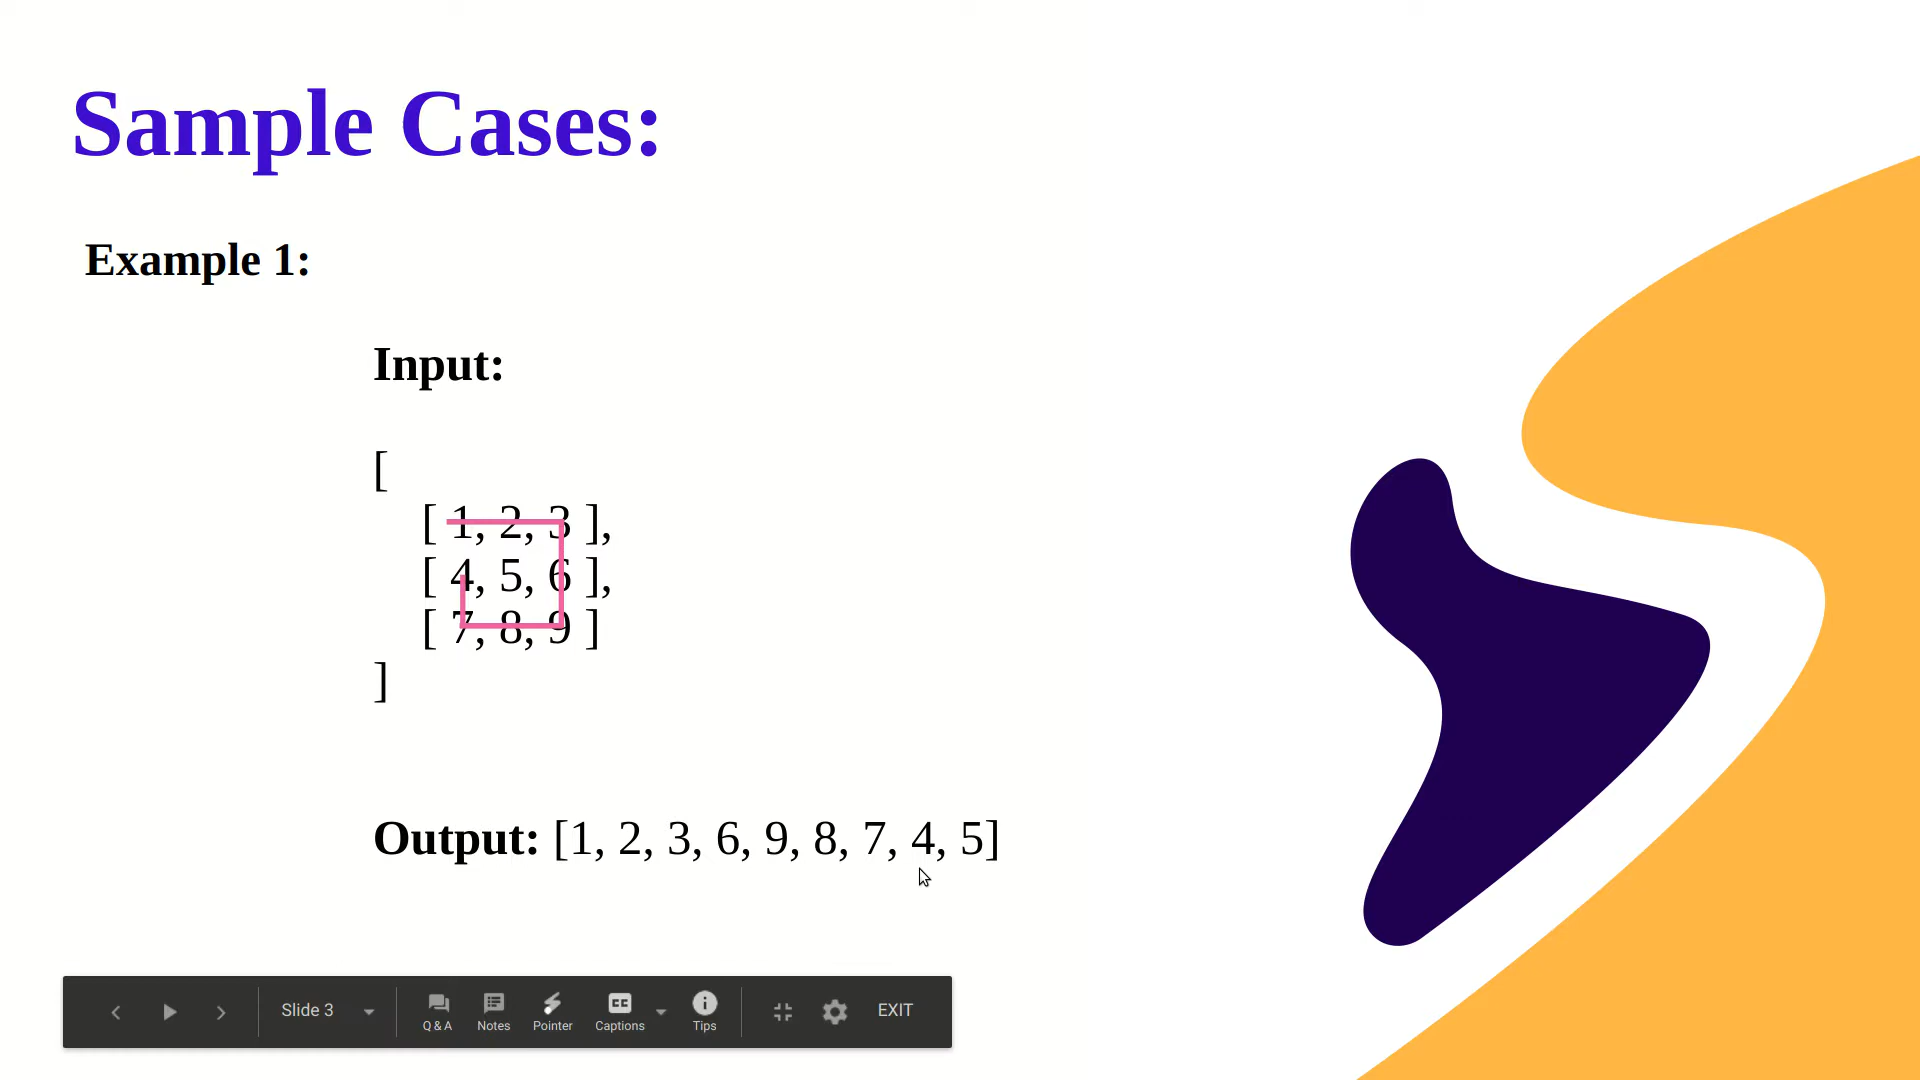 Sample Cases:
Example 1:
Input:
[
[ 1, 2, 3 ],
[ 4, 5, 6 ],
[ 7, 8, 9 ]
]
Output: [1, 2, 3, 6, 9, 8, 7, 4, 5]
Slide 3
Q & A
Notes
Pointer
CC
Captions
Tips
EXIT